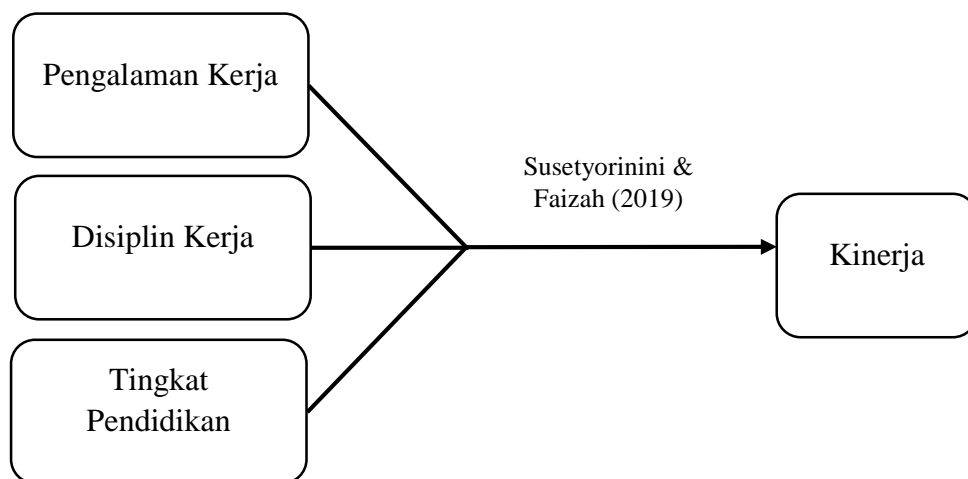 Pengalaman Kerja
Disiplin Kerja
Tingkat
Pendidikan
Susetyorinini &
Faizah (2019)
Kinerja